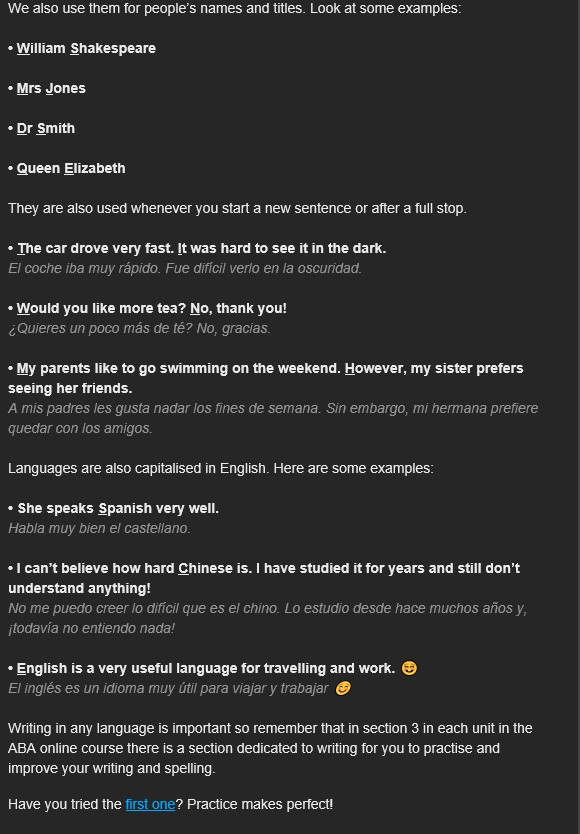 We also use them for people’s names and titles. Look at some examples:
• William Shakespeare
• Mrs Jones
• Dr Smith
• Queen Elizabeth
They are also used whenever you start a new sentence or after a full stop.
• The car drove very fast. It was hard to see it in the dark.
El coche iba muy rápido. Fue difícil verlo en la oscuridad.
• Would you like more tea? No, thank you!
¿Quieres un poco más de té? No, gracias.
• My parents like to go swimming on the weekend. However, my sister prefers
seeing her friends.
A mis padres les gusta nadar los fines de semana. Sin embargo, mi hermana prefiere
quedar con los amigos.
Languages are also capitalised in English. Here are some examples:
• She speaks Spanish very well.
Habla muy bien el castellano.
• I can’t believe how hard Chinese is. I have studied it for years and still don’t
understand anything!
No me puedo creer lo difícil que es el chino. Lo estudio desde hace muchos años y,
¡todavía no entiendo nada!
• English is a very useful language for travelling and work. 😄
El inglés es un idioma muy útil para viajar y trabajar 😄
Writing in any language is important so remember that in section 3 in each unit in the
ABA online course there is a section dedicated to writing for you to practise and
improve your writing and spelling.
Have you tried the first one? Practice makes perfect!